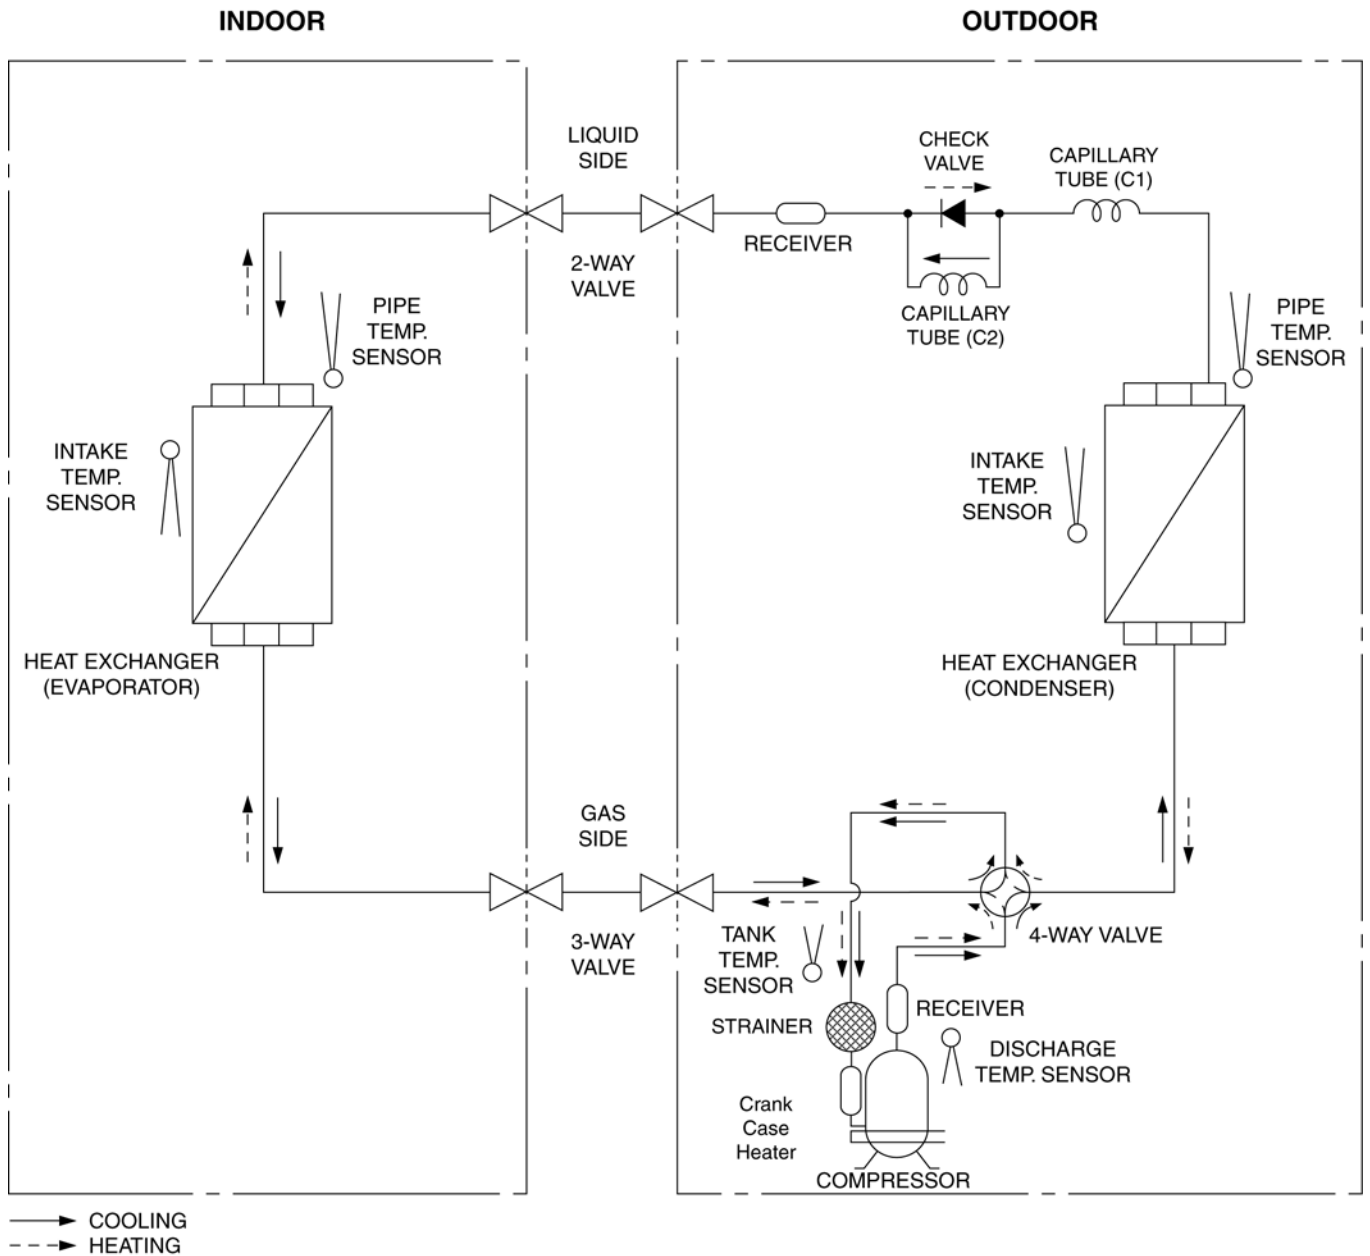 INDOOR
OUTDOOR
LIQUID
SIDE
CHECK
VALVE
CAPILLARY
TUBE (C1)
RECEIVER
2-WAY
VALVE
CAPILLARY
TUBE (C2)
PIPE
TEMP.
SENSOR
PIPE
TEMP.
SENSOR
INTAKE
TEMP.
SENSOR
INTAKE
TEMP.
SENSOR
HEAT EXCHANGER
(EVAPORATOR)
HEAT EXCHANGER
(CONDENSER)
GAS
SIDE
3-WAY
VALVE
TANK
TEMP.
SENSOR
4-WAY VALVE
STRAINER
RECEIVER
DISCHARGE
TEMP. SENSOR
Crank
Case
Heater
COMPRESSOR
COOLING
HEATING